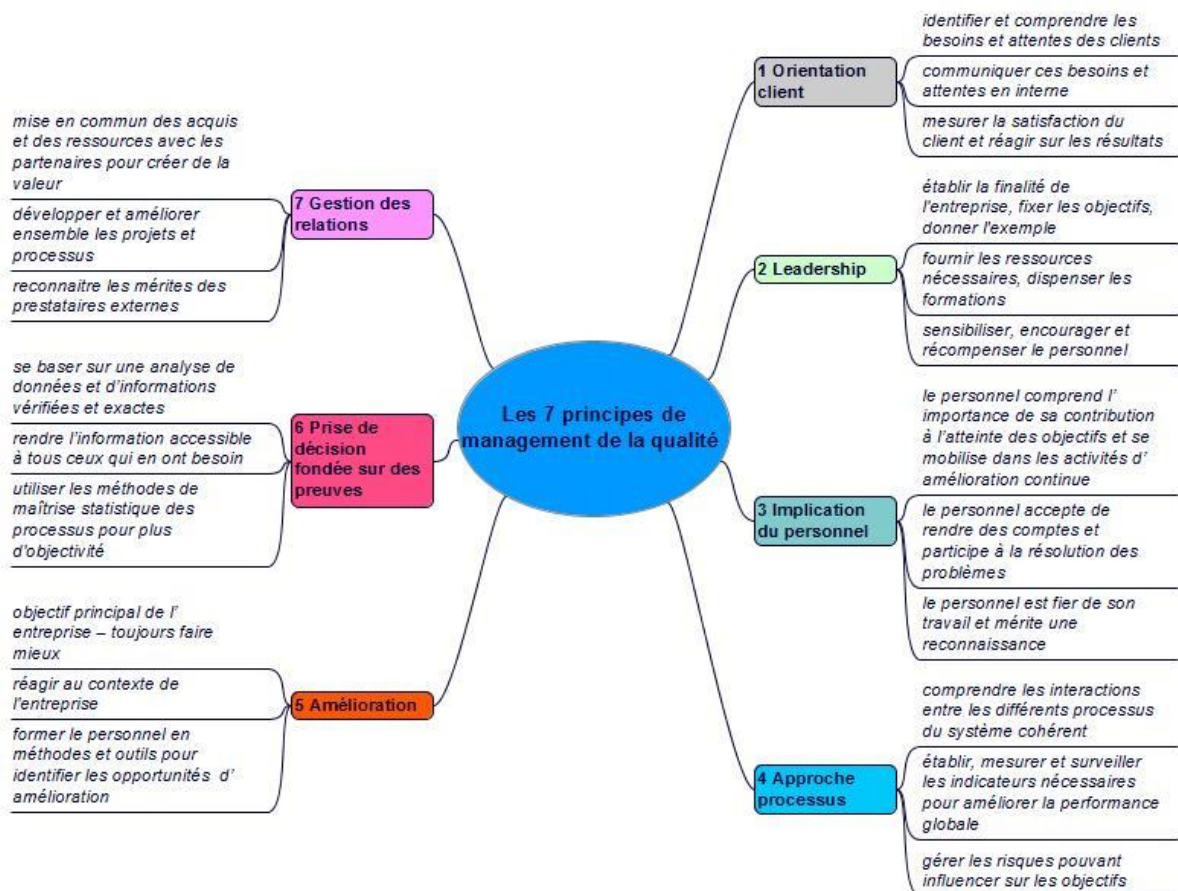 Les 7 principes de
management de la qualité
1 Orientation
client
identifier et comprendre les
besoins et attentes des clients
communiquer ces besoins et
attentes en interne
mesurer la satisfaction du
client et réagir sur les résultats
2 Leadership
établir la finalité de
l'entreprise, fixer les objectifs,
donner l'exemple
fournir les ressources
nécessaires, dispenser les
formations
sensibiliser, encourager et
récompenser le personnel
3 Implication
du personnel
le personnel comprend l’
importance de sa contribution
à l’atteinte des objectifs et se
mobilise dans les activités d’
amélioration continue
le personnel accepte de
rendre des comptes et
participe à la résolution des
problèmes
le personnel est fier de son
travail et mérite une
reconnaissance
4 Approche
processus
comprendre les interactions
entre les différents processus
du système cohérent
établir, mesurer et surveiller
les indicateurs nécessaires
pour améliorer la performance
globale
gérer les risques pouvant
influencer sur les objectifs
5 Amélioration
objectif principal de l’
entreprise – toujours faire
mieux
réagir au contexte de
l'entreprise
former le personnel en
méthodes et outils pour
identifier les opportunités d’
amélioration
6 Prise de
décision
fondée sur des
preuves
se baser sur une analyse de
données et d’informations
vérifiées et exactes
rendre l’information accessible
à tous ceux qui en ont besoin
utiliser les méthodes de
maîtrise statistique des
processus pour plus
d'objectivité
7 Gestion des
relations
mise en commun des acquis
et des ressources avec les
partenaires pour créer de la
valeur
développer et améliorer
ensemble les projets et
processus
reconnaitre les mérites des
prestataires externes